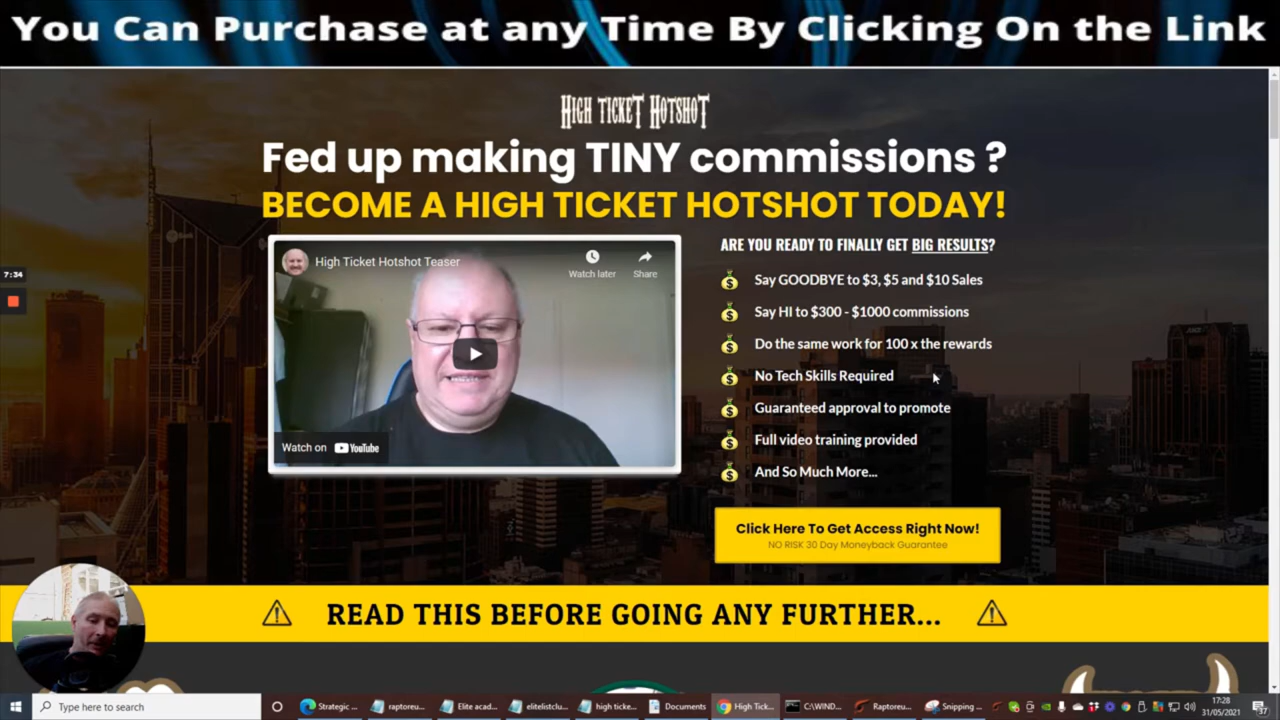 You Can Purchase at any Time By Clicking On the Link
HIGH TICKET HOTSHOT
Fed up making TINY commissions ?
BECOME A HIGH TICKET HOTSHOT TODAY!
High Ticket Hotshot Teaser
Watch later
Share
Watch on YouTube
ARE YOU READY TO FINALLY GET BIG RESULTS?
Say GOODBYE to $3, $5 and $10 Sales
Say HI to $300 - $1000 commissions
Do the same work for 100 x the rewards
No Tech Skills Required
Guaranteed approval to promote
Full video training provided
And So Much More...
Click Here To Get Access Right Now!
NO RISK 30 Day Moneyback Guarantee
7:34
READ THIS BEFORE GOING ANY FURTHER...
Type here to search
Strategic ...
raptoreu...
Elite acad...
elitelistclu...
high ticke...
Documents
High Tick...
C:\WIND...
Raptoreu...
Snipping ...
17:28
31/05/2021
37